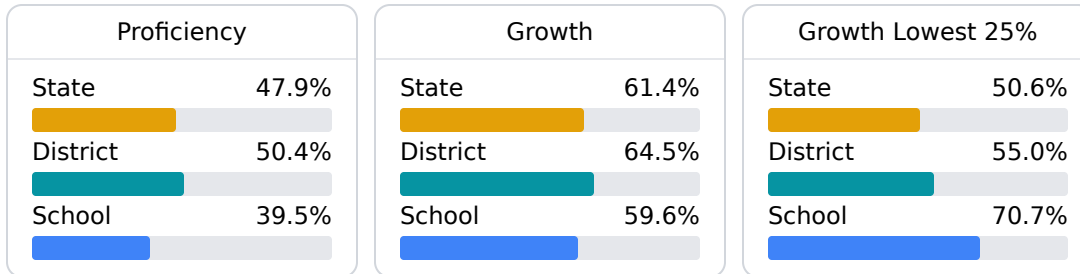 Proficiency
State 47.9%
District 50.4%
School 39.5%
Growth
State 61.4%
District 64.5%
School 59.6%
Growth Lowest 25%
State 50.6%
District 55.0%
School 70.7%